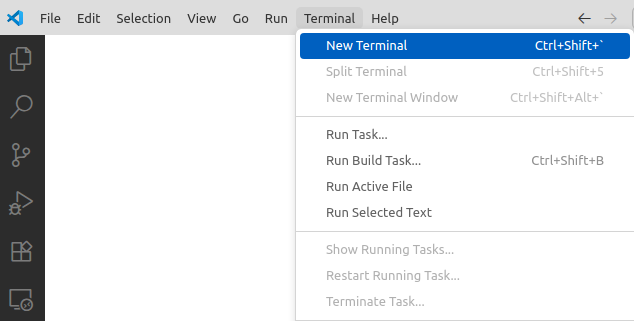 File Edit Selection View Go Run Terminal Help
New Terminal Ctrl+Shift+`
Split Terminal Ctrl+Shift+5
New Terminal Window Ctrl+Shift+Alt+`
Run Task...
Run Build Task... Ctrl+Shift+B
Run Active File
Run Selected Text
Show Running Tasks...
Restart Running Task...
Terminate Task...